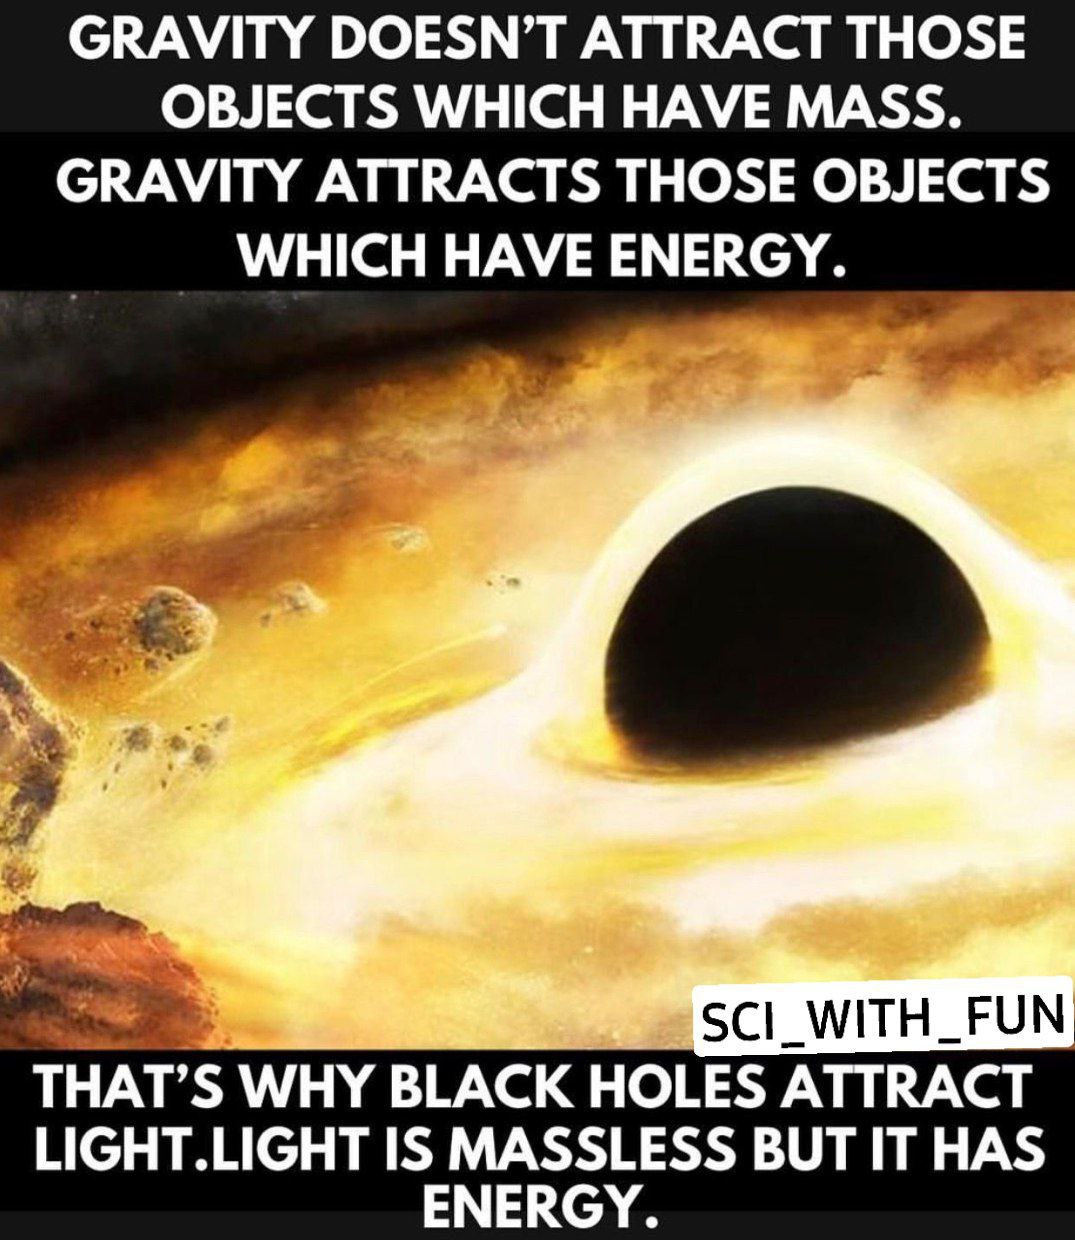 GRAVITY DOESN'T ATTRACT THOSE
OBJECTS WHICH HAVE MASS.
GRAVITY ATTRACTS THOSE OBJECTS
WHICH HAVE ENERGY.
SCI_WITH_FUN
THAT'S WHY BLACK HOLES ATTRACT
LIGHT.LIGHT IS MASSLESS BUT IT HAS
ENERGY.